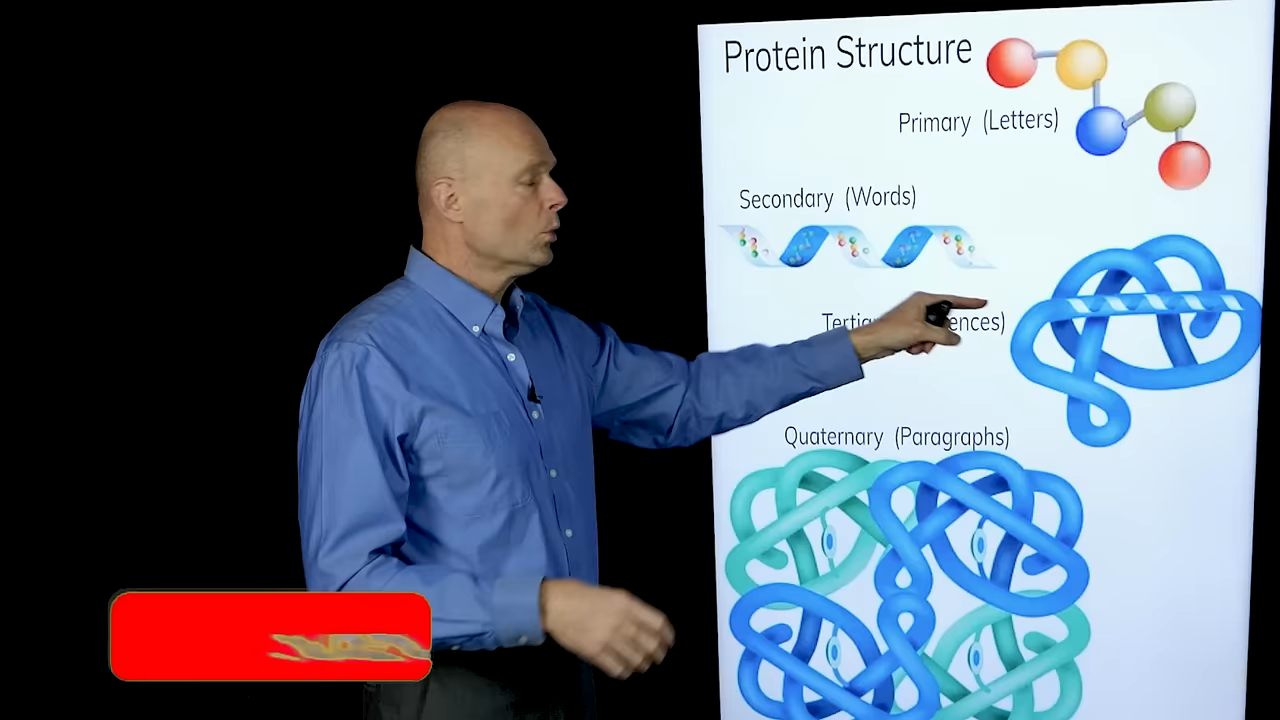 Protein Structure
Primary (Letters)
Secondary (Words)
Quaternary (Paragraphs)